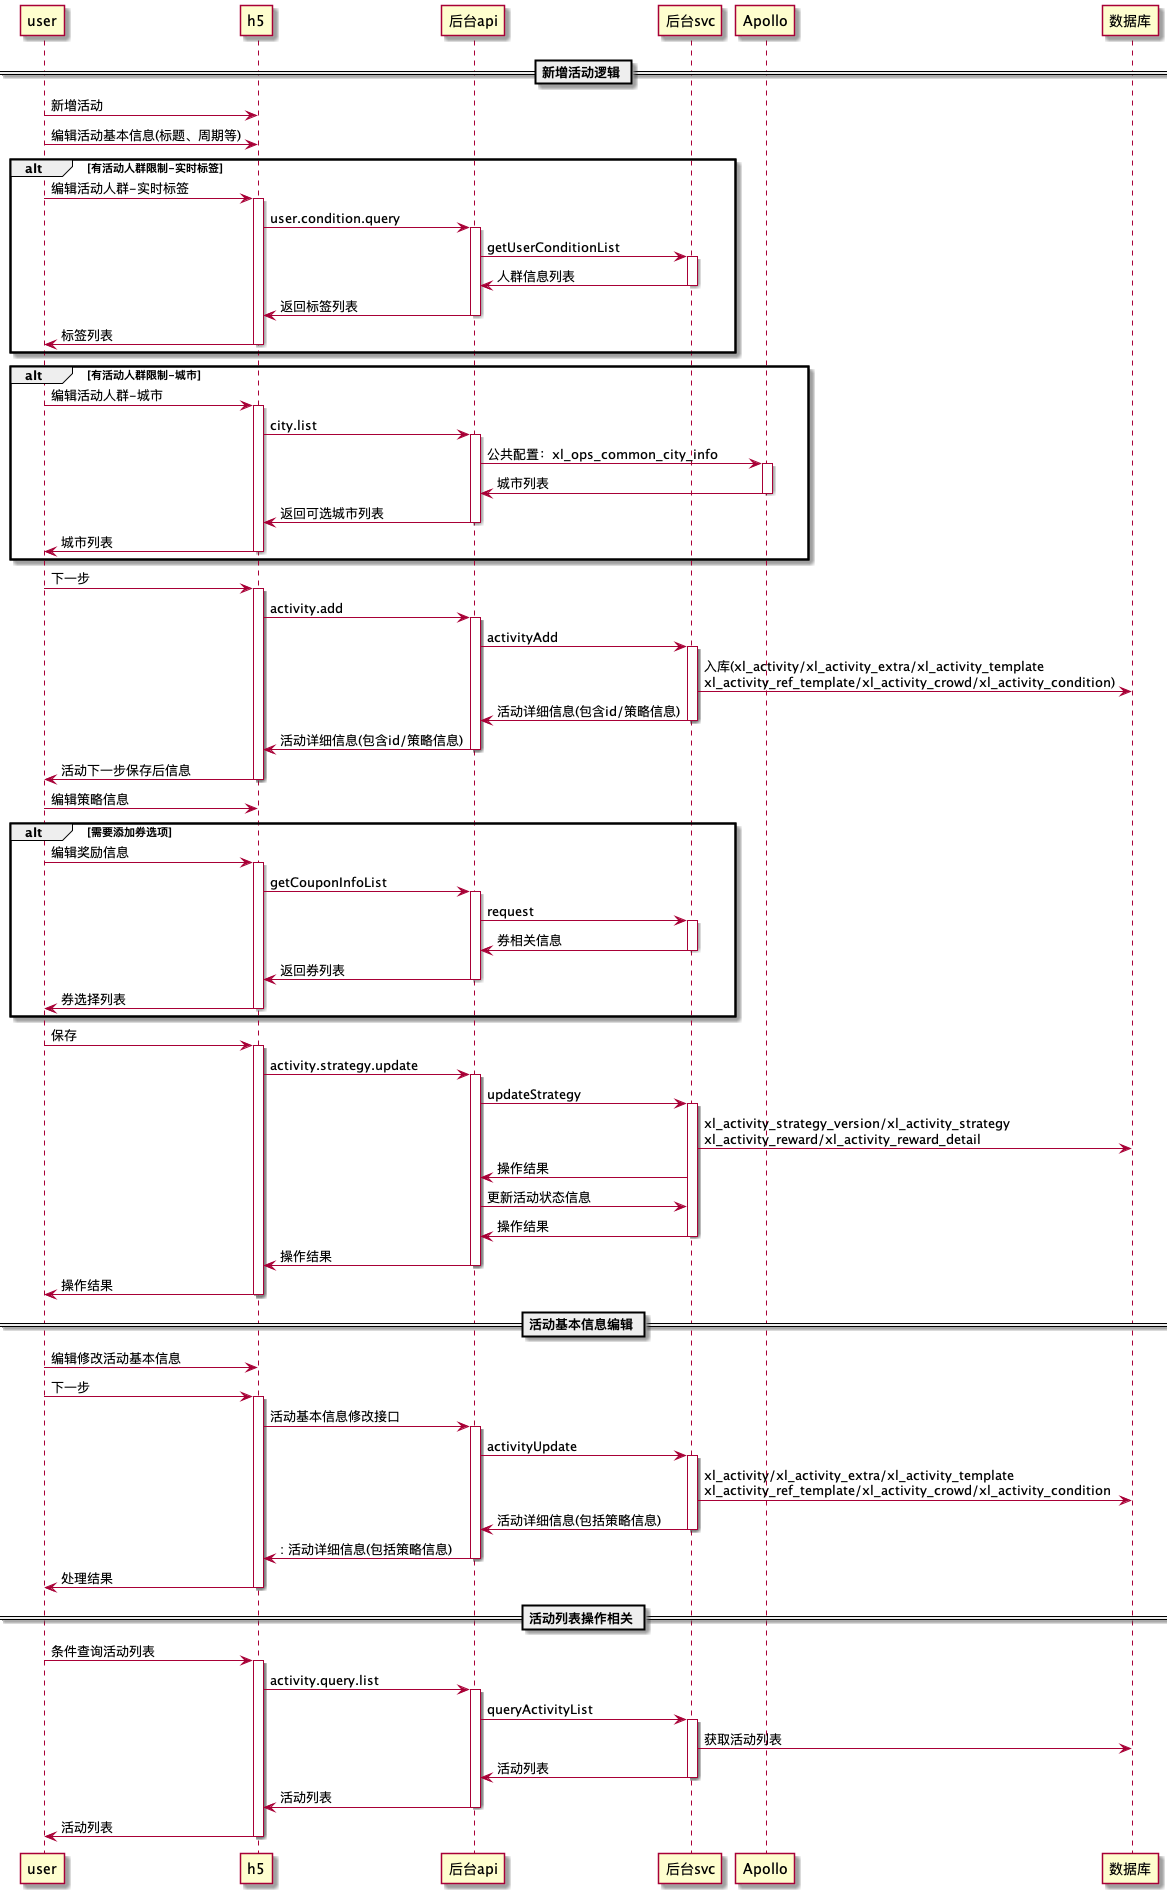 user
h5
后台api
后台svc
Apollo
数据库
新增活动逻辑
新增活动
编辑活动基本信息(标题、周期等)
alt
[有活动人群限制-实时标签]
编辑活动人群-实时标签
user.condition.query
getUserConditionList
人群信息列表
返回标签列表
标签列表
alt
[有活动人群限制-城市]
编辑活动人群-城市
city.list
公共配置：xl_ops_common_city_info
城市列表
返回可选城市列表
城市列表
下一步
activity.add
activityAdd
入库(xl_activity/xl_activity_extra/xl_activity_template
xl_activity_ref_template/xl_activity_crowd/xl_activity_condition)
活动详细信息(包含id/策略信息)
活动详细信息(包含id/策略信息)
活动下一步保存后信息
编辑策略信息
alt
[需要添加券选项]
编辑奖励信息
getCouponInfoList
request
券相关信息
返回券列表
券选择列表
保存
activity.strategy.update
updateStrategy
xl_activity_strategy_version/xl_activity_strategy
xl_activity_reward/xl_activity_reward_detail
操作结果
更新活动状态信息
操作结果
操作结果
操作结果
活动基本信息编辑
编辑修改活动基本信息
下一步
活动基本信息修改接口
activityUpdate
xl_activity/xl_activity_extra/xl_activity_template
xl_activity_ref_template/xl_activity_crowd/xl_activity_condition
活动详细信息(包括策略信息)
: 活动详细信息(包括策略信息)
处理结果
活动列表操作相关
条件查询活动列表
activity.query.list
queryActivityList
获取活动列表
活动列表
活动列表
活动列表
user
h5
后台api
后台svc
Apollo
数据库